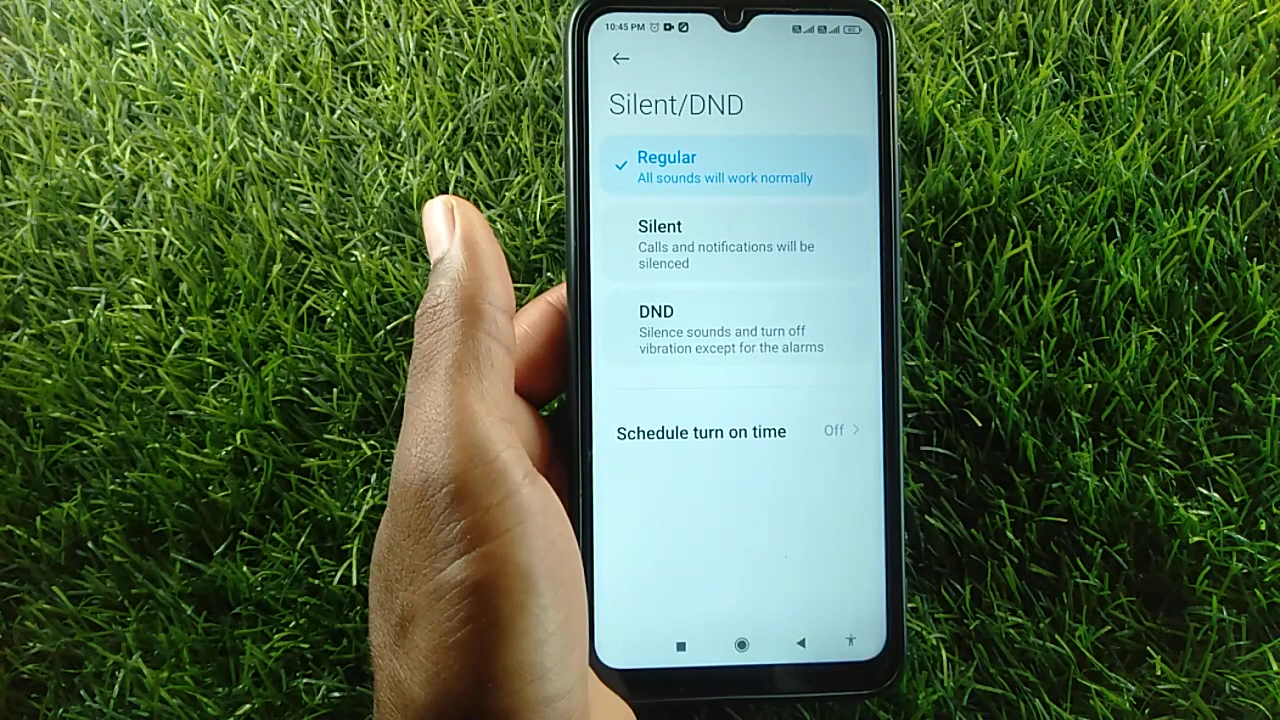 10:45 PM
Silent/DND
Regular
All sounds will work normally
Silent
Calls and notifications will be
silenced
DND
Silence sounds and turn off
vibration except for the alarms
Schedule turn on time Off